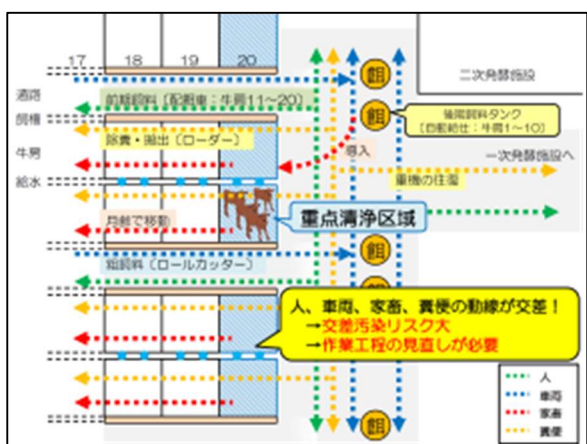 17 18 19 20
通路
飼槽
牛房
給水
前期飼料［配餌車：牛房11～20］
除糞・搬出（ローダー）
月齢で移動
粗飼料（ロールカッター）
餌
餌
導入
二次発酵施設
後期飼料タンク
［自動給仕：牛房1～10］
一次発酵施設へ
重機の往復
重点清浄区域
餌
餌
人、車両、家畜、糞便の動線が交差！
→交差汚染リスク大
→作業工程の見直しが必要
餌
人
車両
家畜
糞便